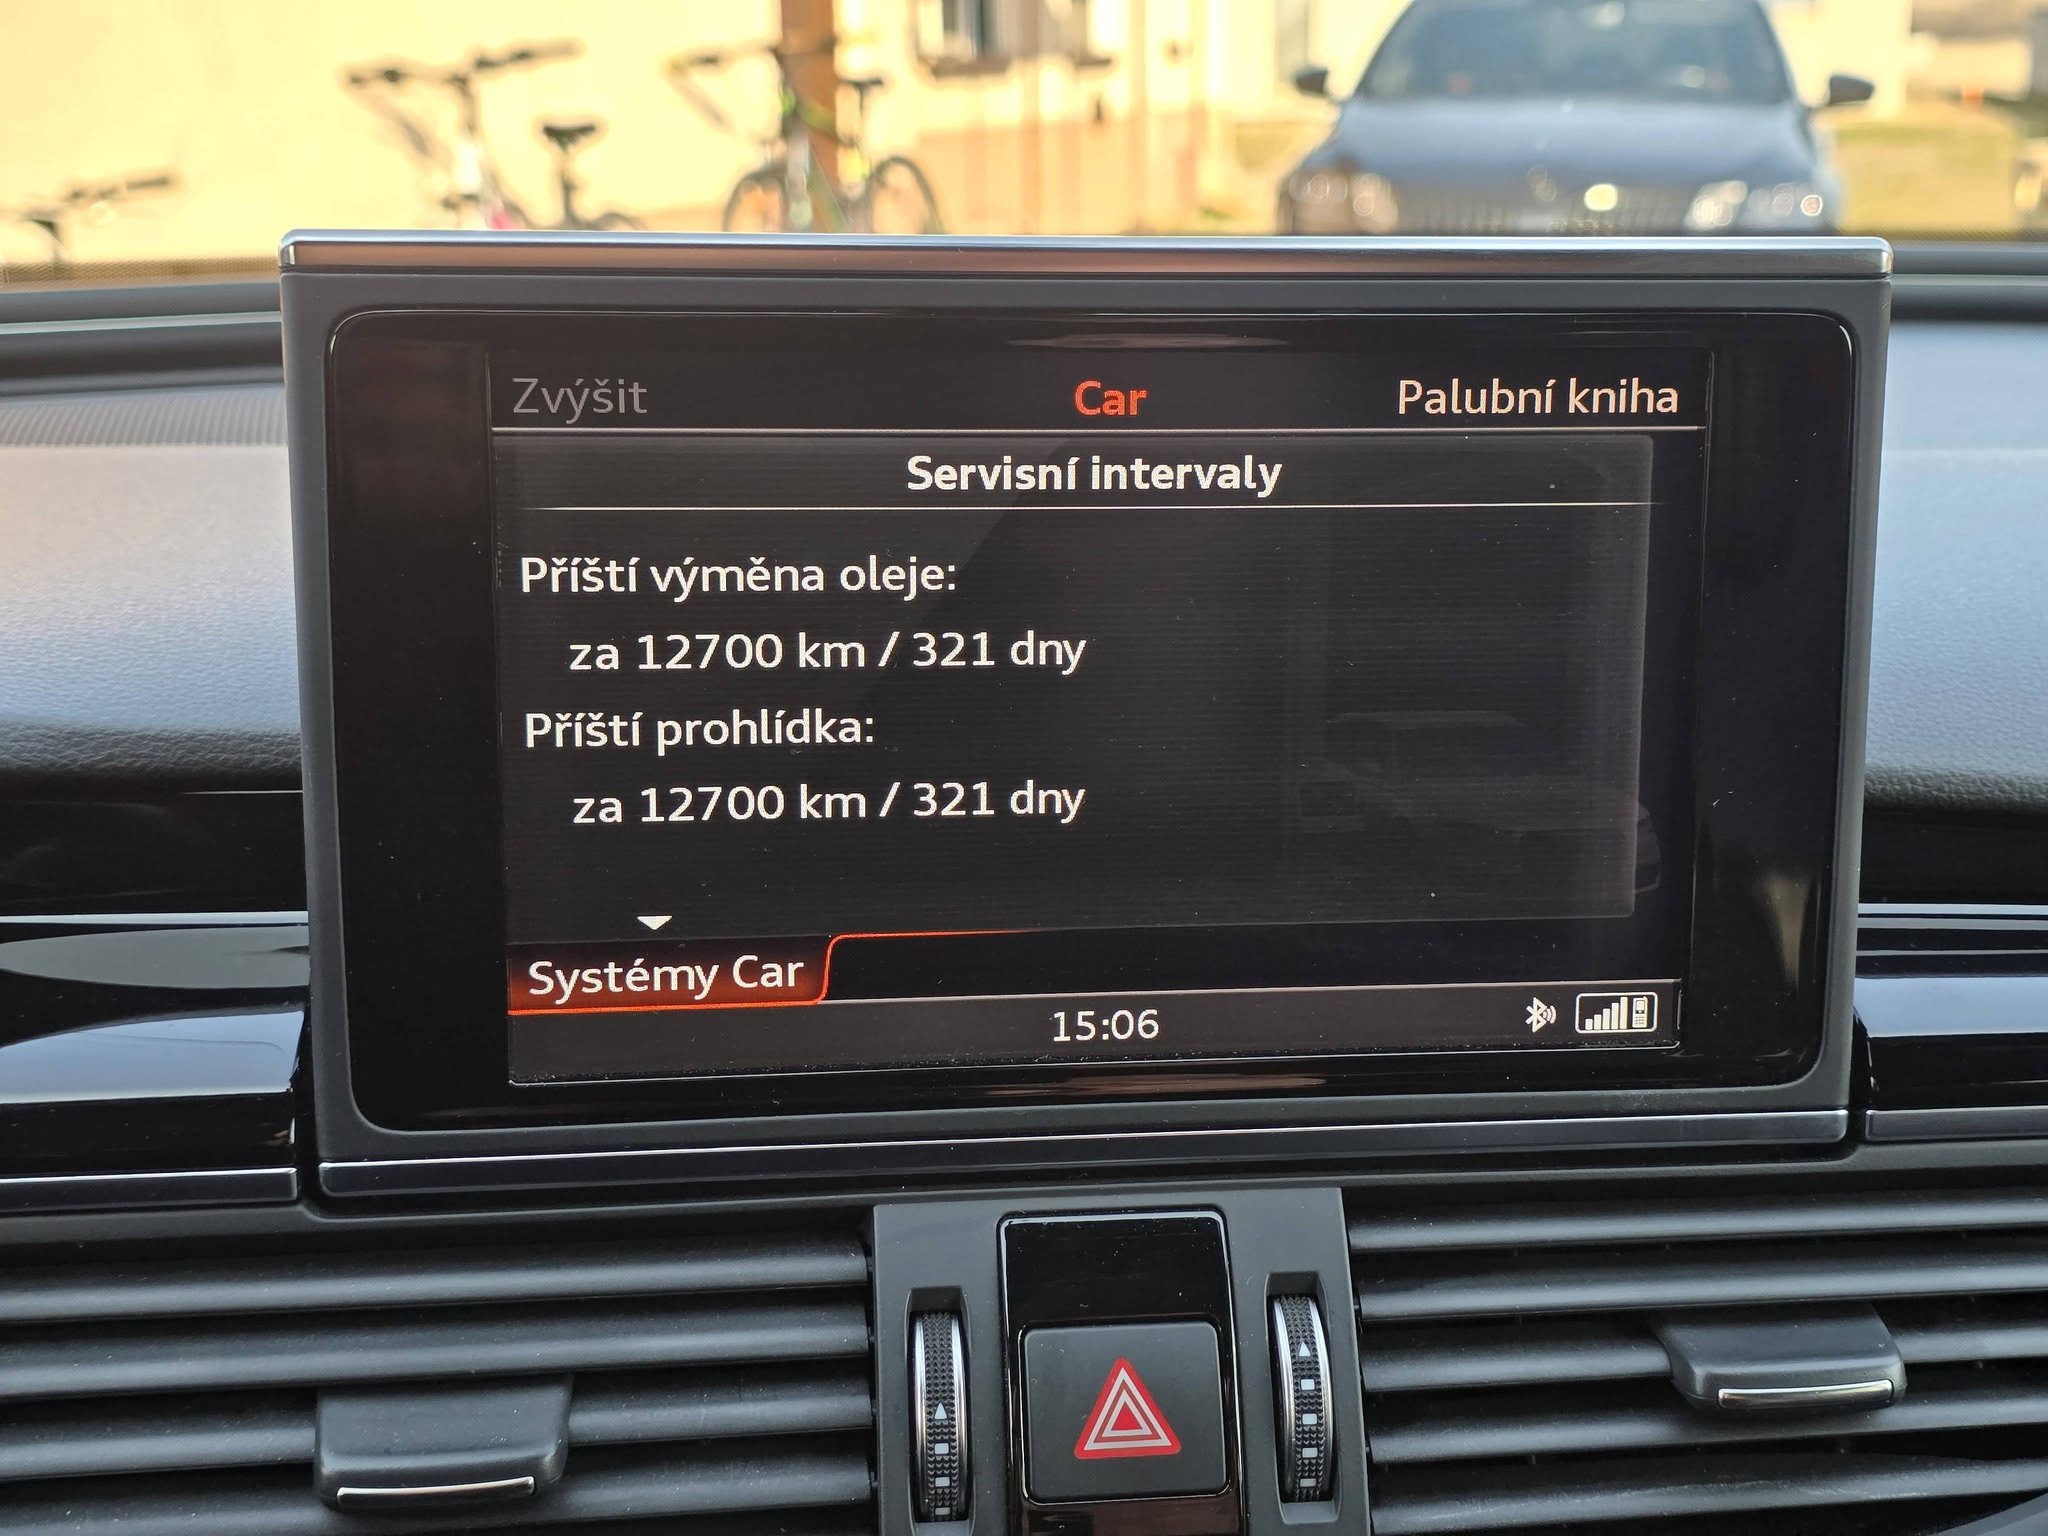 Zvýšit Car Palubní kniha
Servisní intervaly
Příští výměna oleje:
za 12700 km / 321 dny
Příští prohlídka:
za 12700 km / 321 dny
Systémy Car
15:06